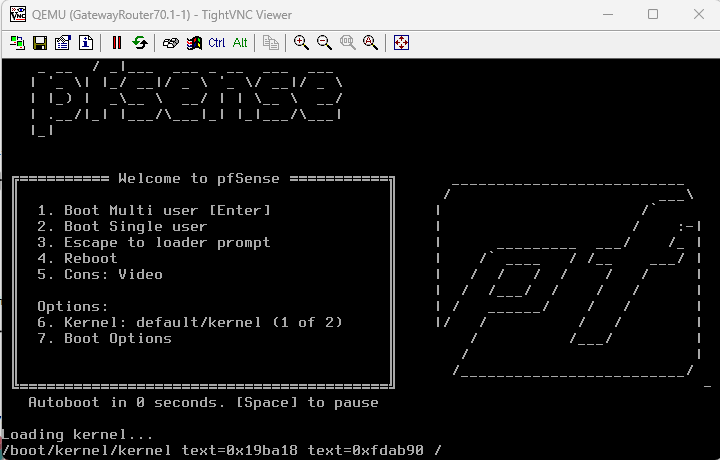 QEMU (GatewayRouter70.1-1) - TightVNC Viewer
Ctrl Alt
pfSense
Welcome to pfSense
1. Boot Multi user [Enter]
2. Boot Single user
3. Escape to loader prompt
4. Reboot
5. Cons: Video
Options:
6. Kernel: default/kernel (1 of 2)
7. Boot Options
pf
Autoboot in 0 seconds. [Space] to pause
Loading kernel...
/boot/kernel/kernel text=0x19ba18 text=0xfdab90 /